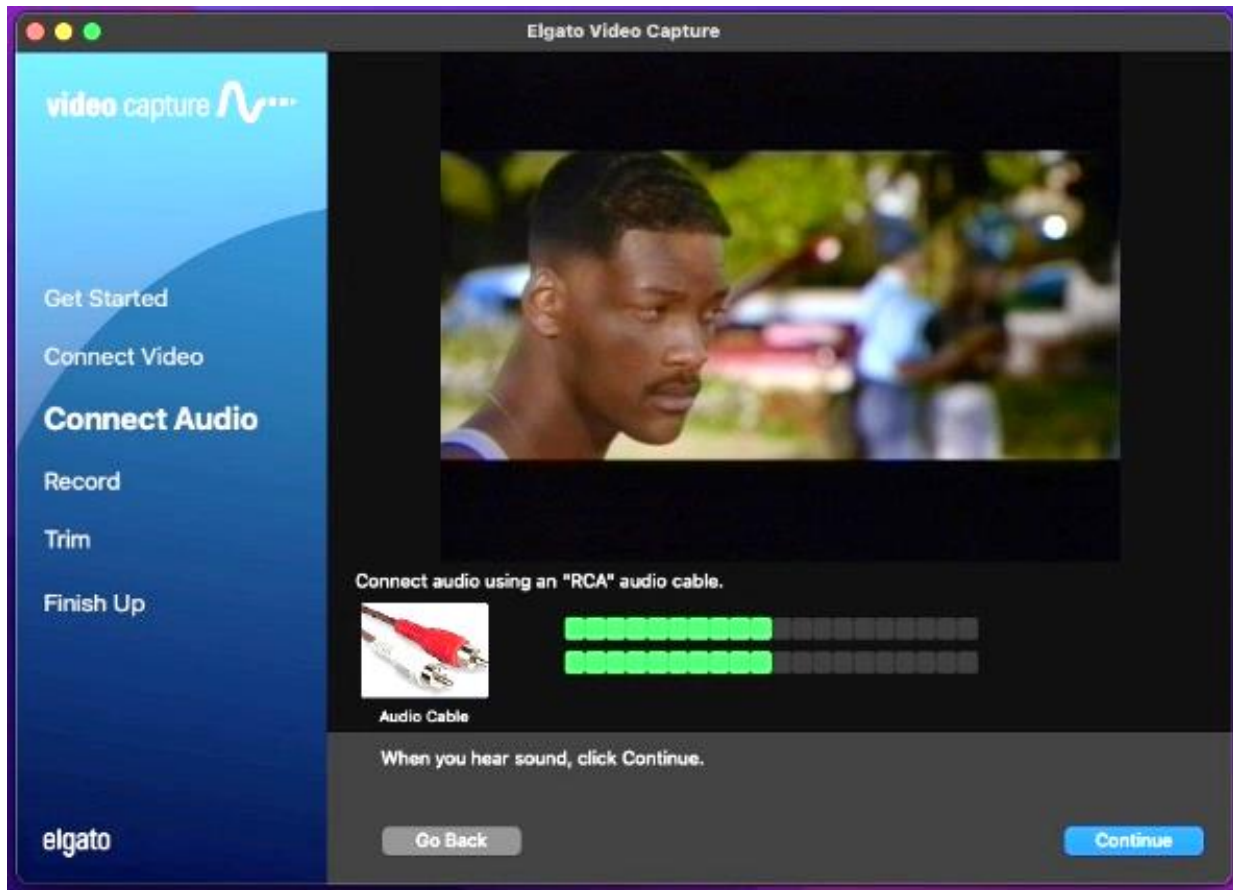 Elgato Video Capture
video capture
Get Started
Connect Video
Connect Audio
Record
Trim
Finish Up
elgato
Connect audio using an "RCA" audio cable.
Audio Cable
When you hear sound, click Continue.
Go Back
Continue